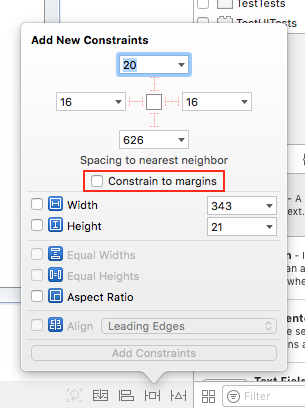 TestTests
TestUITests
Add New Constraints
20
16
16
626
Spacing to nearest neighbor
Constrain to margins
Width
343
Height
21
Equal Widths
Equal Heights
Aspect Ratio
Align
Leading Edges
Add Constraints
Filter